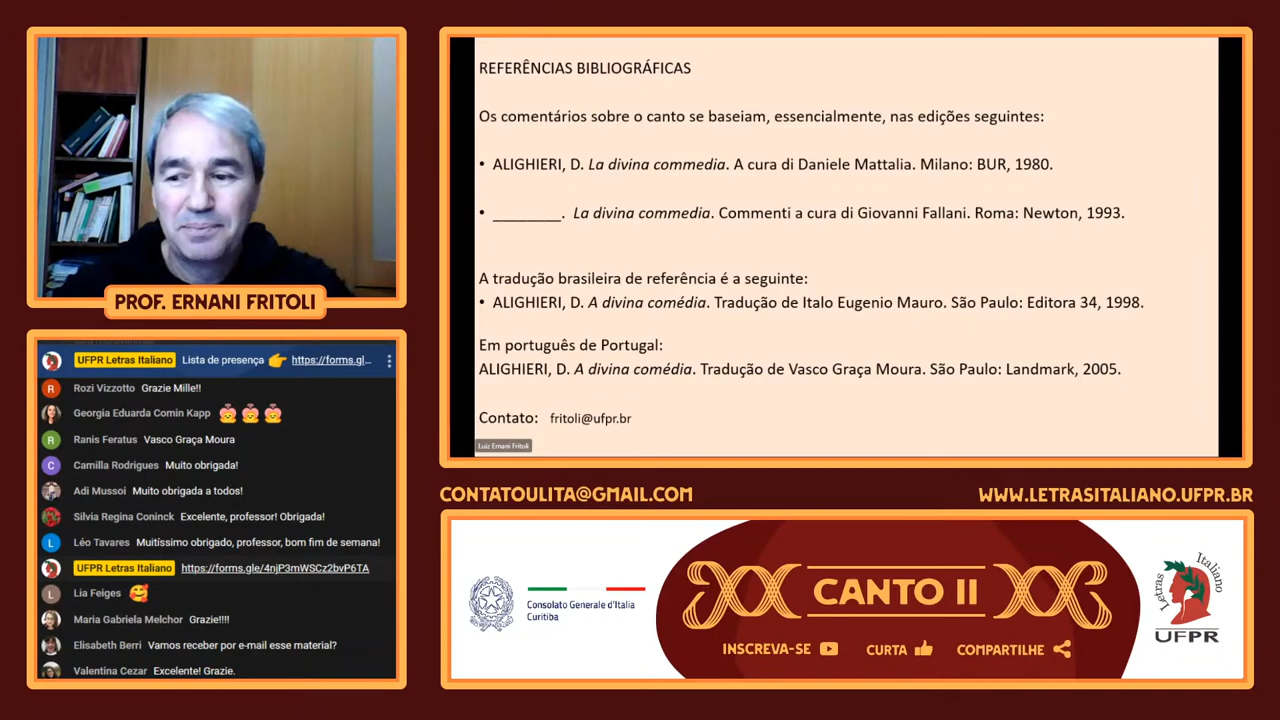 PROF. ERNANI FRITOLI
UFPR Letras Italiano Lista de presença https://forms.gl...
Rozi Vizzotto Grazie Mille!!
Georgia Eduarda Comin Kapp
Ranis Feratus Vasco Graça Moura
Camilla Rodrigues Muito obrigada!
Adi Mussoi Muito obrigada a todos!
Silvia Regina Coninck Excelente, professor! Obrigada!
Léo Tavares Muitíssimo obrigado, professor, bom fim de semana!
UFPR Letras Italiano https://forms.gle/4njP3mWSCz2bvP6TA
Lia Feiges
Maria Gabriela Melchor Grazie!!!!
Elisabeth Berri Vamos receber por e-mail esse material?
Valentina Cezar Excelente! Grazie.
REFERÊNCIAS BIBLIOGRÁFICAS
Os comentários sobre o canto se baseiam, essencialmente, nas edições seguintes:
• ALIGHIERI, D. La divina commedia. A cura di Daniele Mattalia. Milano: BUR, 1980.
• ________. La divina commedia. Commenti a cura di Giovanni Fallani. Roma: Newton, 1993.
A tradução brasileira de referência é a seguinte:
• ALIGHIERI, D. A divina comédia. Tradução de Italo Eugenio Mauro. São Paulo: Editora 34, 1998.
Em português de Portugal:
ALIGHIERI, D. A divina comédia. Tradução de Vasco Graça Moura. São Paulo: Landmark, 2005.
Contato: fritoli@ufpr.br
Luiz Ernani Fritoli
CONTATOULITA@GMAIL.COM
WWW.LETRASITALIANO.UFPR.BR
Consolato Generale d'Italia
Curitiba
CANTO II
INSCREVA-SE
CURTA
COMPARTILHE
Letras Italiano
UFPR